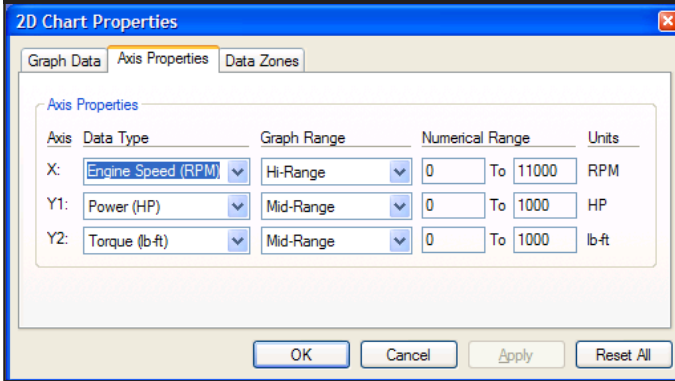 2D Chart Properties
Graph Data Axis Properties Data Zones
Axis Properties
Axis Data Type Graph Range Numerical Range Units
X: Engine Speed (RPM) Hi-Range 0 To 11000 RPM
Y1: Power (HP) Mid-Range 0 To 1000 HP
Y2: Torque (lb-ft) Mid-Range 0 To 1000 lb-ft
OK Cancel Apply Reset All